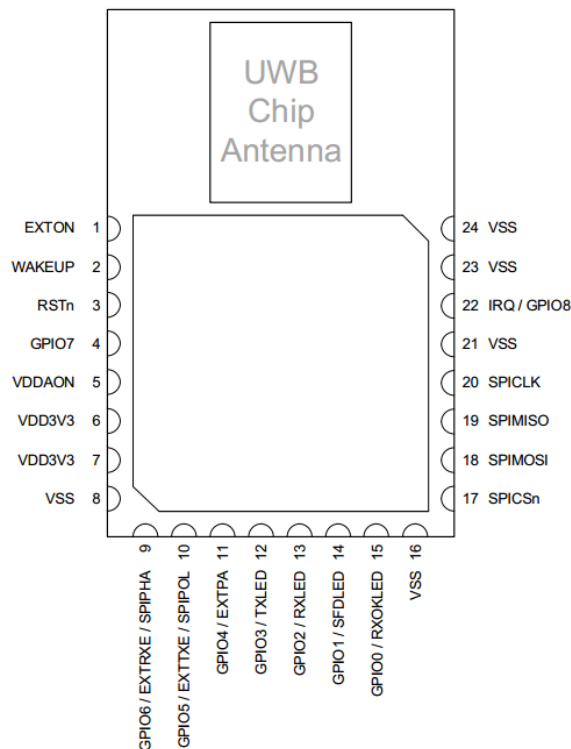 UWB
Chip
Antenna
EXTON 1
WAKEUP 2
RSTn 3
GPIO7 4
VDDAON 5
VDD3V3 6
VDD3V3 7
VSS 8
24 VSS
23 VSS
22 IRQ / GPIO8
21 VSS
20 SPICLK
19 SPIMISO
18 SPIMOSI
17 SPICSn
GPIO6 / EXTRXE / SPIPHA 9
GPIO5 / EXTTXE / SPIPOL 10
GPIO4 / EXTPA 11
GPIO3 / TXLED 12
GPIO2 / RXLED 13
GPIO1 / SFDLED 14
GPIO0 / RXOKLED 15
VSS 16